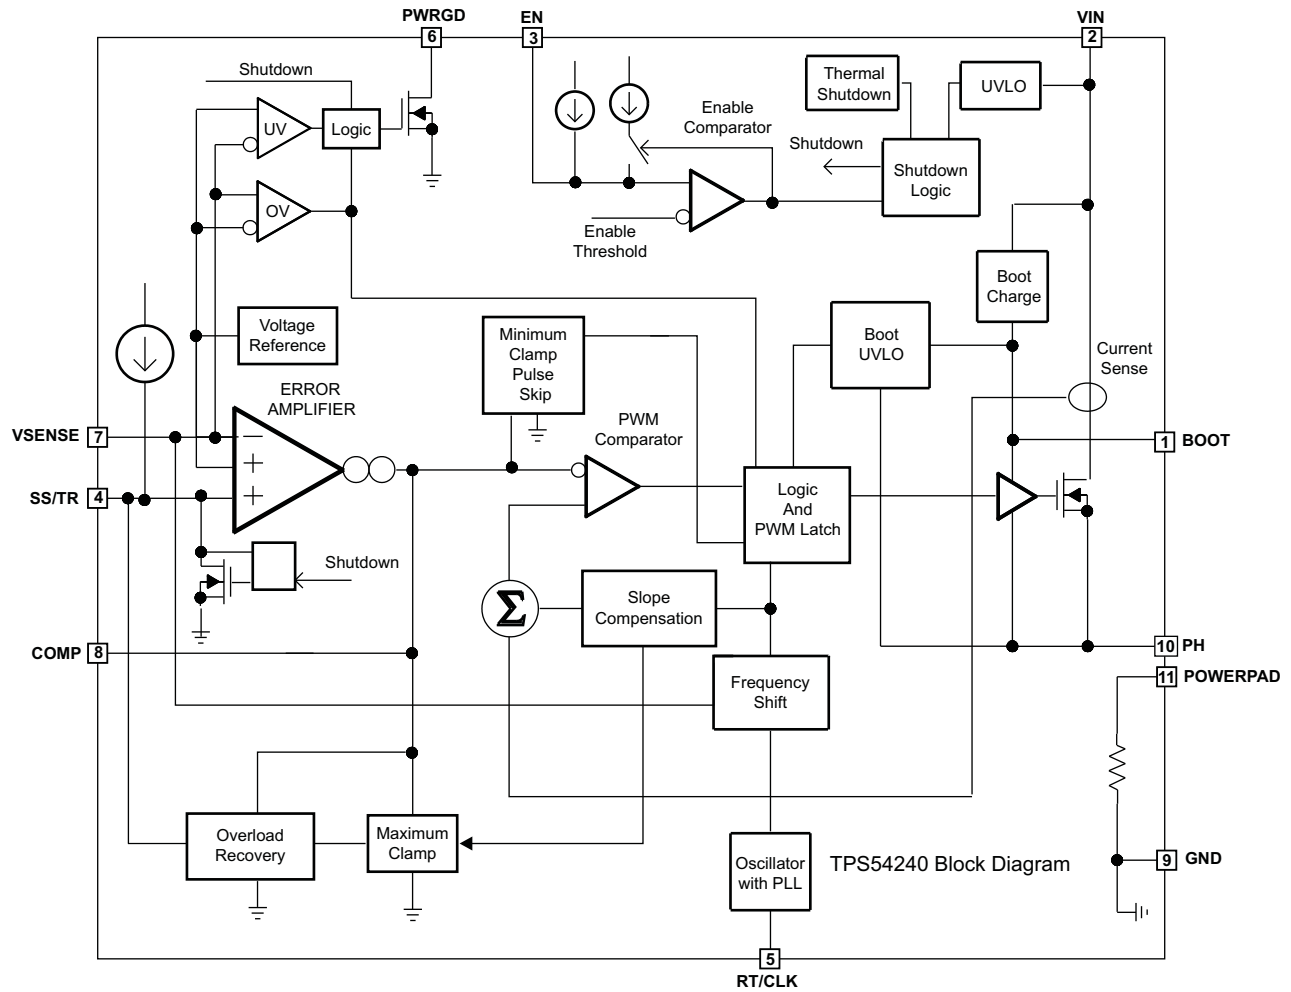 PWRGD
6
EN
3
VIN
2
Shutdown
UV
Logic
OV
Enable
Comparator
Enable
Threshold
Thermal
Shutdown
UVLO
Shutdown
Shutdown
Logic
Boot
Charge
Voltage
Reference
Minimum
Clamp
Pulse
Skip
Boot
UVLO
Current
Sense
ERROR
AMPLIFIER
PWM
Comparator
VSENSE 7
1 BOOT
SS/TR 4
−
+
+
Logic
And
PWM Latch
Shutdown
Σ
Slope
Compensation
COMP 8
10 PH
11 POWERPAD
Frequency
Shift
Overload
Recovery
Maximum
Clamp
Oscillator
with PLL
TPS54240 Block Diagram
9 GND
5
RT/CLK